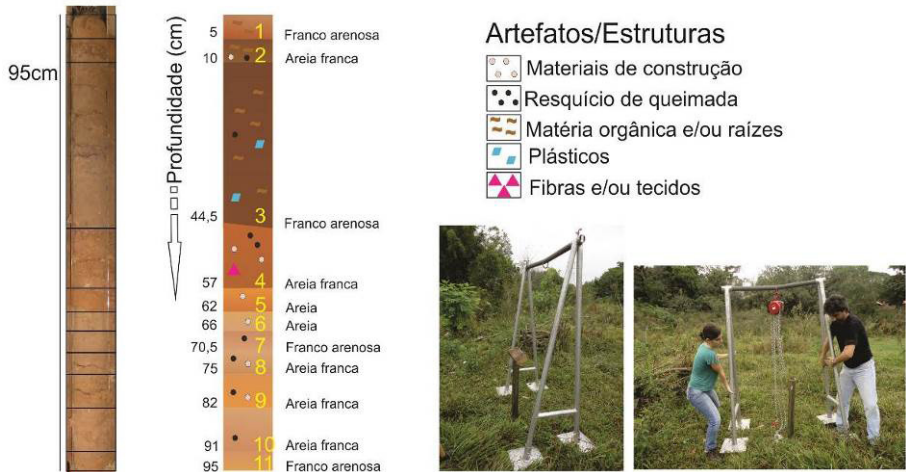 95cm
Profundidade (cm)
5 1 Franco arenosa
10 2 Areia franca
44,5 3 Franco arenosa
57 4 Areia franca
62 5 Areia
66 6 Areia
70,5 7 Franco arenosa
75 8 Areia franca
82 9 Areia franca
91 10 Areia franca
95 11 Franco arenosa
Artefatos/Estruturas
Materiais de construção
Resquício de queimada
Matéria orgânica e/ou raízes
Plásticos
Fibras e/ou tecidos